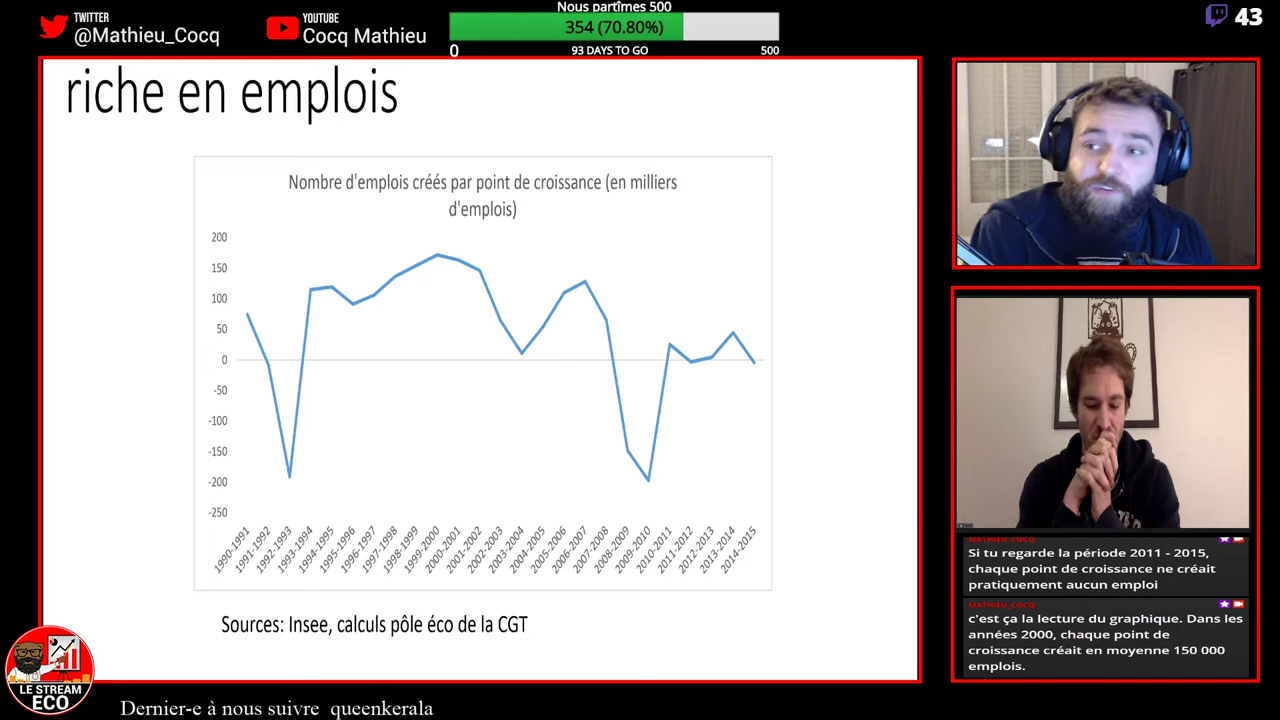 TWITTER
@Mathieu_Cocq
YOUTUBE
Cocq Mathieu
Nous partîmes 500
354 (70.80%)
0
93 DAYS TO GO
500
43
riche en emplois
Nombre d'emplois créés par point de croissance (en milliers
d'emplois)
200
150
100
50
0
-50
-100
-150
-200
-250
1990-1991
1991-1992
1992-1993
1993-1994
1994-1995
1995-1996
1996-1997
1997-1998
1998-1999
1999-2000
2000-2001
2001-2002
2002-2003
2003-2004
2004-2005
2005-2006
2006-2007
2007-2008
2008-2009
2009-2010
2010-2011
2011-2012
2012-2013
2013-2014
2014-2015
Sources: Insee, calculs pôle éco de la CGT
MATHIEU_COCQ
Si tu regarde la période 2011 - 2015,
chaque point de croissance ne créait
pratiquement aucun emploi
MATHIEU_COCQ
c'est ça la lecture du graphique. Dans les
années 2000, chaque point de
croissance créait en moyenne 150 000
emplois.
LE STREAM
ECO
Dernier-e à nous suivre queenkerala